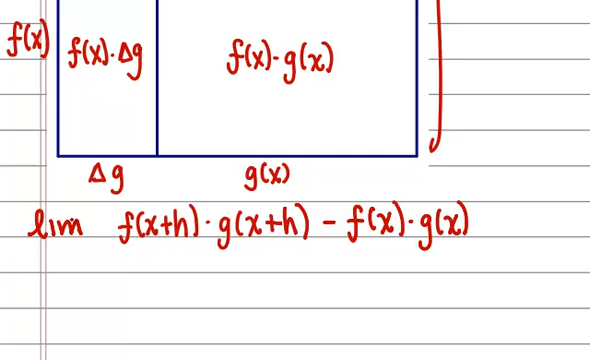 f(x) f(x)·Δg f(x)·g(x)
Δg g(x)
lim f(x+h)·g(x+h) - f(x)·g(x)